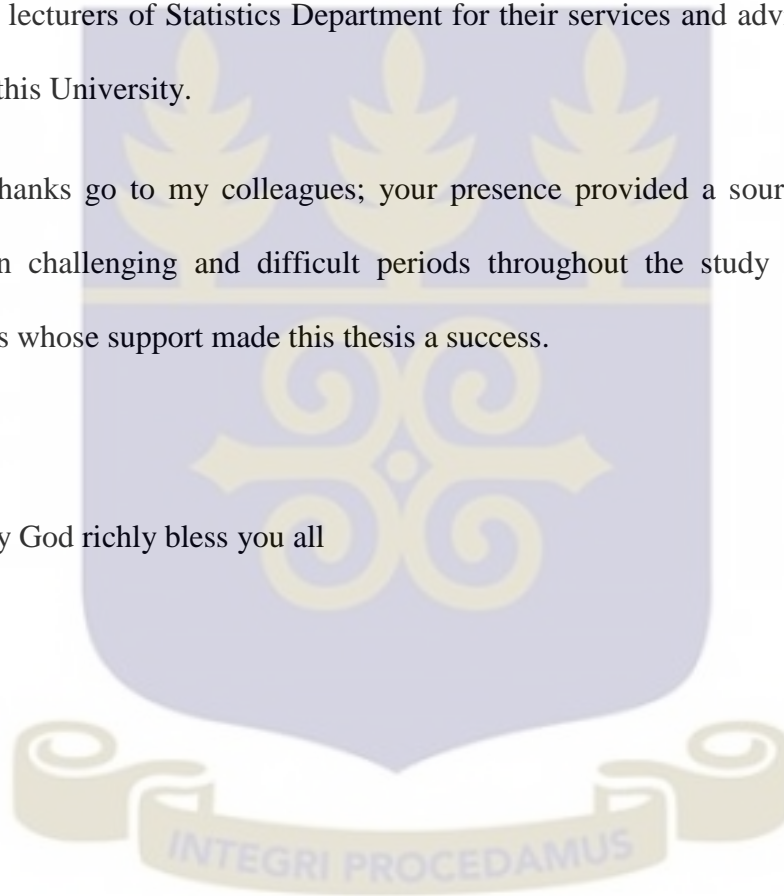 lecturers of Statistics Department for their services and adv
this University.
hanks go to my colleagues; your presence provided a sour
n challenging and difficult periods throughout the study
s whose support made this thesis a success.
y God richly bless you all
INTEGRI PROCEDAMUS